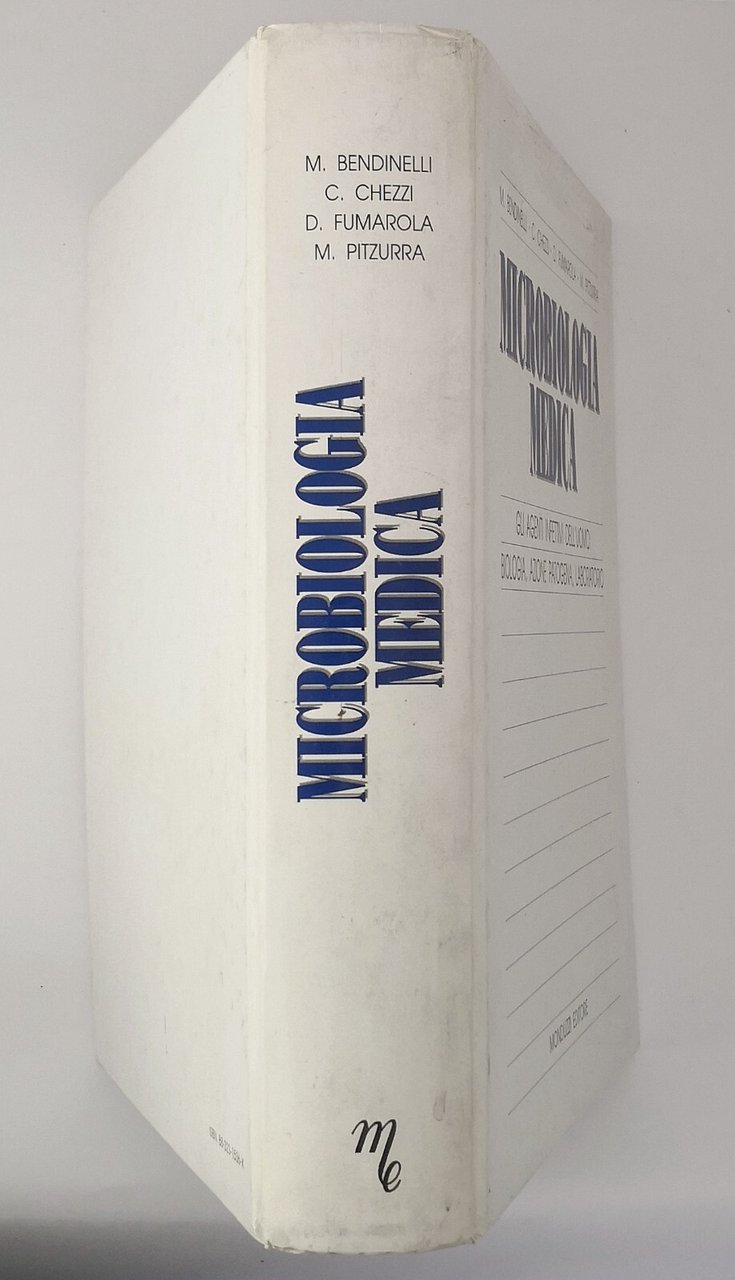 M. BENDINELLI
C. CHEZZI
D. FUMAROLA
M. PITZURRA
MICROBIOLOGIA
MEDICA
me
M. BENDINELLI - C. CHEZZI - D. FUMAROLA - M. PITZURRA
MICROBIOLOGIA
MEDICA
GLI AGENTI INFETTIVI DELL'UOMO:
BIOLOGIA, AZIONE PATOGENA, LABORATORIO
MONDUZZI EDITORE
ISBN